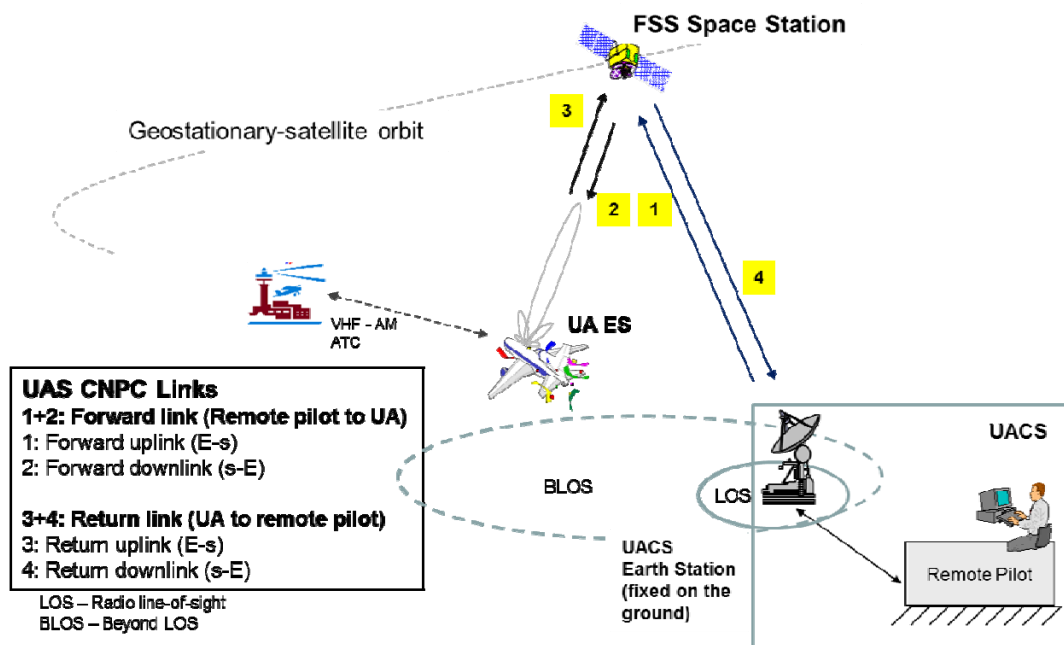 FSS Space Station
3
Geostationary-satellite orbit
2
1
4
VHF - AM
ATC
UA ES
UAS CNPC Links
1+2: Forward link (Remote pilot to UA)
1: Forward uplink (E-s)
2: Forward downlink (s-E)
3+4: Return link (UA to remote pilot)
3: Return uplink (E-s)
4: Return downlink (s-E)
LOS – Radio line-of-sight
BLOS – Beyond LOS
BLOS
LOS
UACS
UACS
Earth Station
(fixed on the
ground)
Remote Pilot